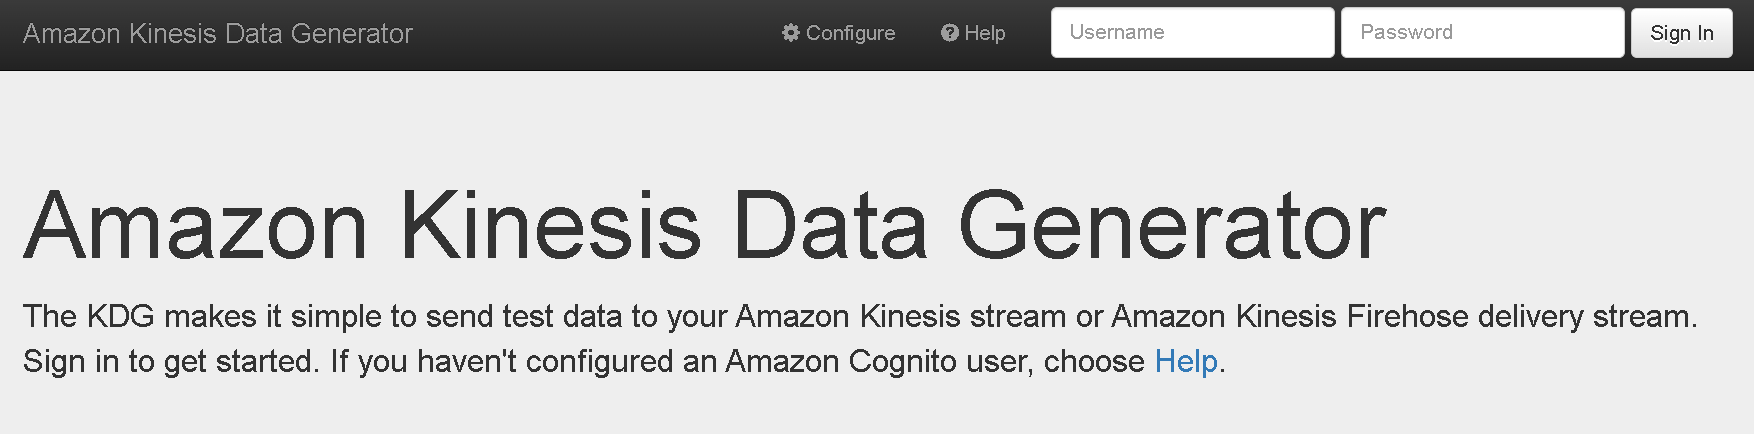 Amazon Kinesis Data Generator Configure Help Username Password Sign In
Amazon Kinesis Data Generator
The KDG makes it simple to send test data to your Amazon Kinesis stream or Amazon Kinesis Firehose delivery stream.
Sign in to get started. If you haven't configured an Amazon Cognito user, choose Help.